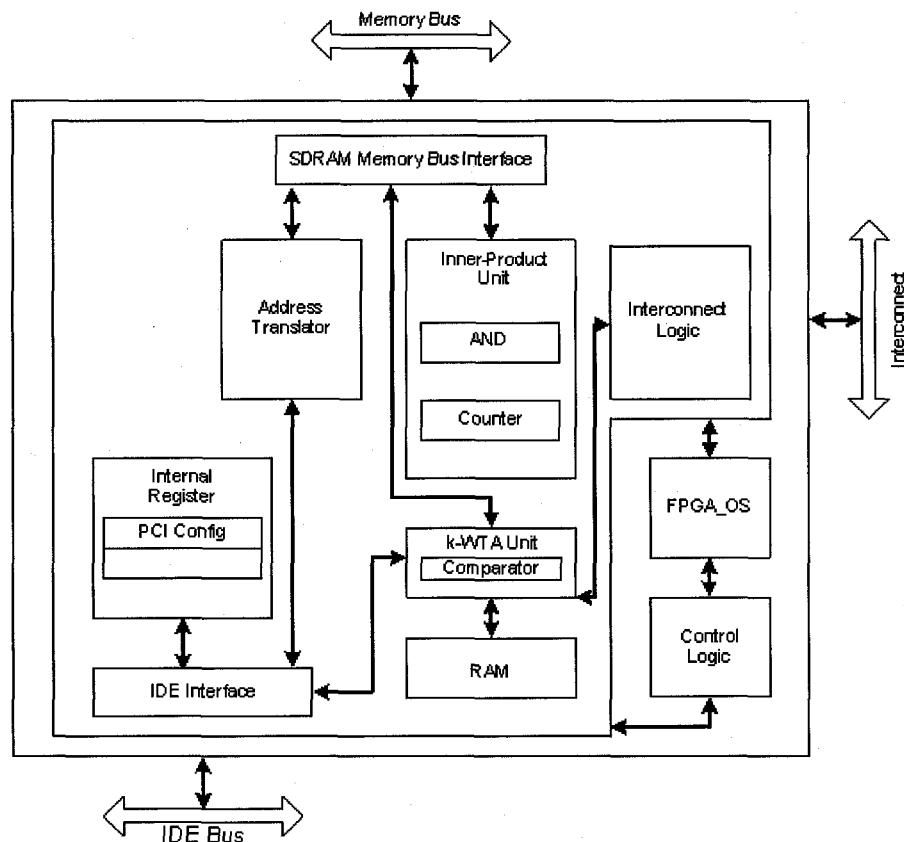 Memory Bus
SDRAM Memory Bus Interface
Address
Translator
Inner-Product
Unit
AND
Counter
Interconnect
Logic
Interconnect
Internal
Register
PCI Config
k-WTA Unit
Comparator
FPGA_OS
RAM
Control
Logic
IDE Interface
IDE Bus